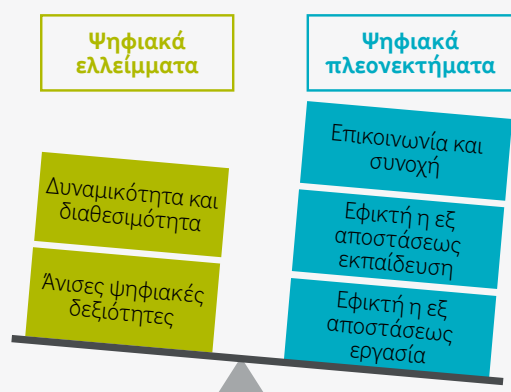 Ψηφιακά
ελλείμματα
Ψηφιακά
πλεονεκτήματα
Δυναμικότητα και
διαθεσιμότητα
Άνισες ψηφιακές
δεξιότητες
Επικοινωνία και
συνοχή
Εφικτή η εξ
αποστάσεως
εκπαίδευση
Εφικτή η εξ
αποστάσεως
εργασία